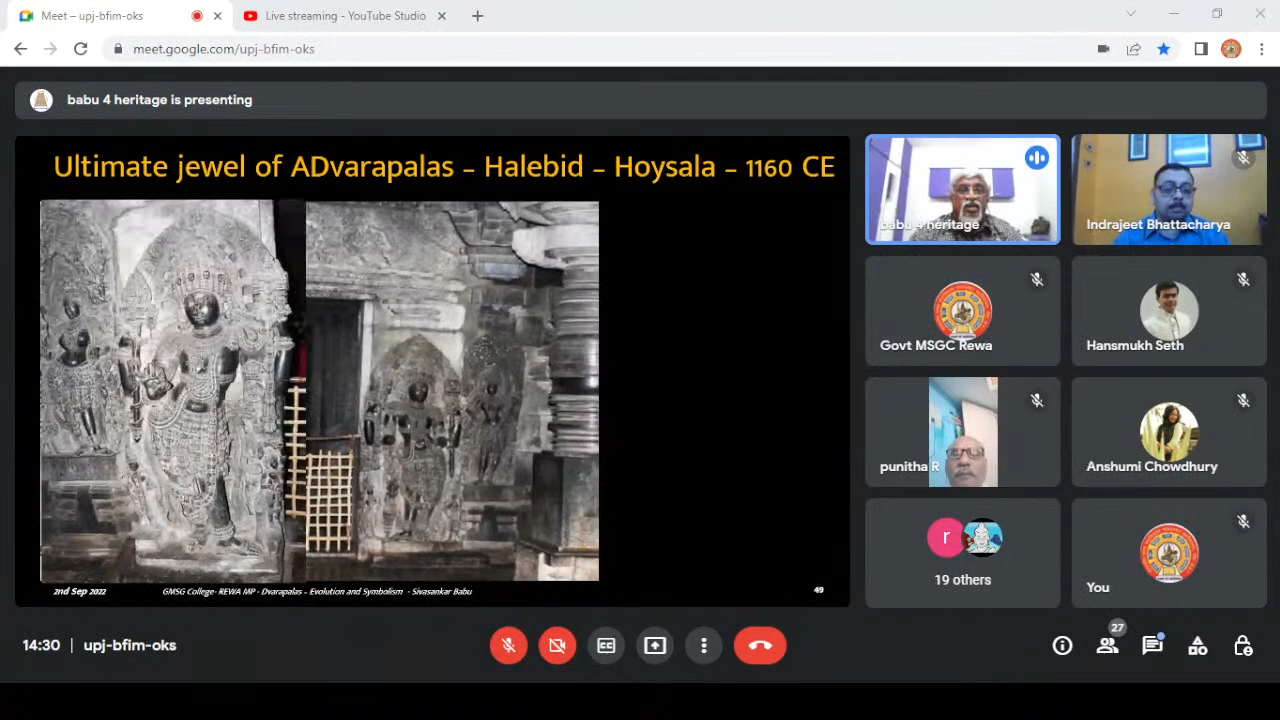 Meet – upj-bfim-oks
Live streaming - YouTube Studio
meet.google.com/upj-bfim-oks
babu 4 heritage is presenting
Ultimate jewel of ADvarapalas – Halebid – Hoysala – 1160 CE
2nd Sep 2022
GMSG College- REWA MP - Dvarapalas – Evolution and Symbolism - Sivasankar Babu
49
babu 4 heritage
Indrajeet Bhattacharya
Govt MSGC Rewa
Hansmukh Seth
punitha R
Anshumi Chowdhury
r
19 others
You
14:30 | upj-bfim-oks
CC
27